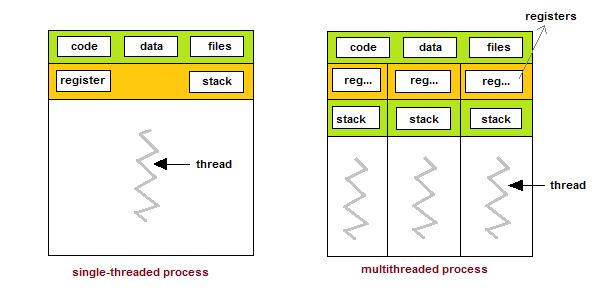 registers
code data files
register stack
thread
single-threaded process
code data files
reg... reg... reg...
stack stack stack
thread
multithreaded process